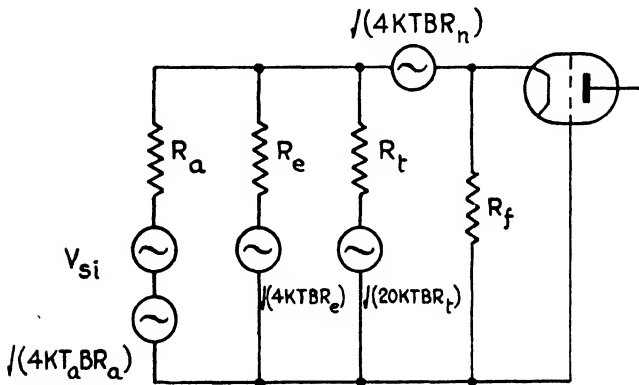 √(4KTBRn)
Ra
Re
Rt
Rf
Vsi
√(4KTBRe)
√(20KTBRt)
√(4KTaBRa)